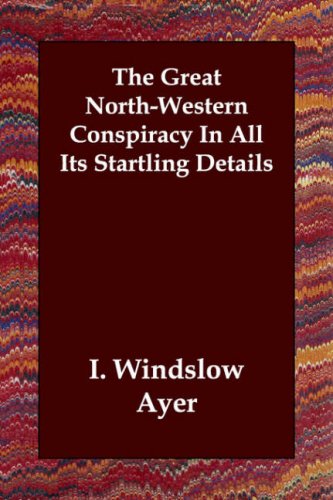 The Great
North-Western
Conspiracy In All
Its Startling Details
I. Windslow
Ayer